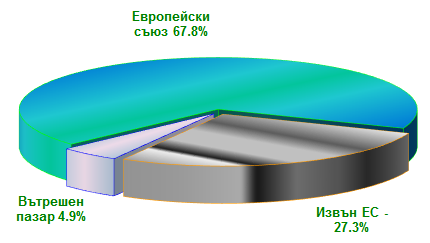 Европейски
съюз 67.8%
Вътрешен
пазар 4.9%
Извън ЕС -
27.3%